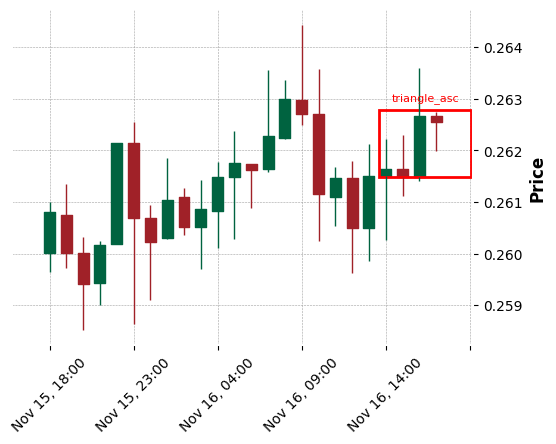 0.264
triangle_asc
0.263
0.262
0.261
0.260
0.259
Price
Nov 15, 18:00
Nov 15, 23:00
Nov 16, 04:00
Nov 16, 09:00
Nov 16, 14:00